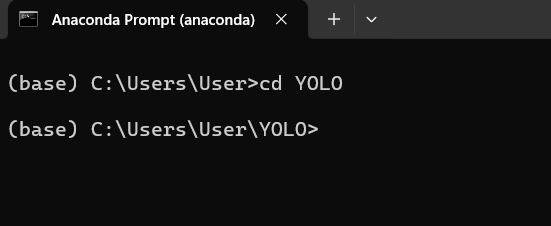 Anaconda Prompt (anaconda)
(base) C:\Users\User>cd YOLO
(base) C:\Users\User\YOLO>